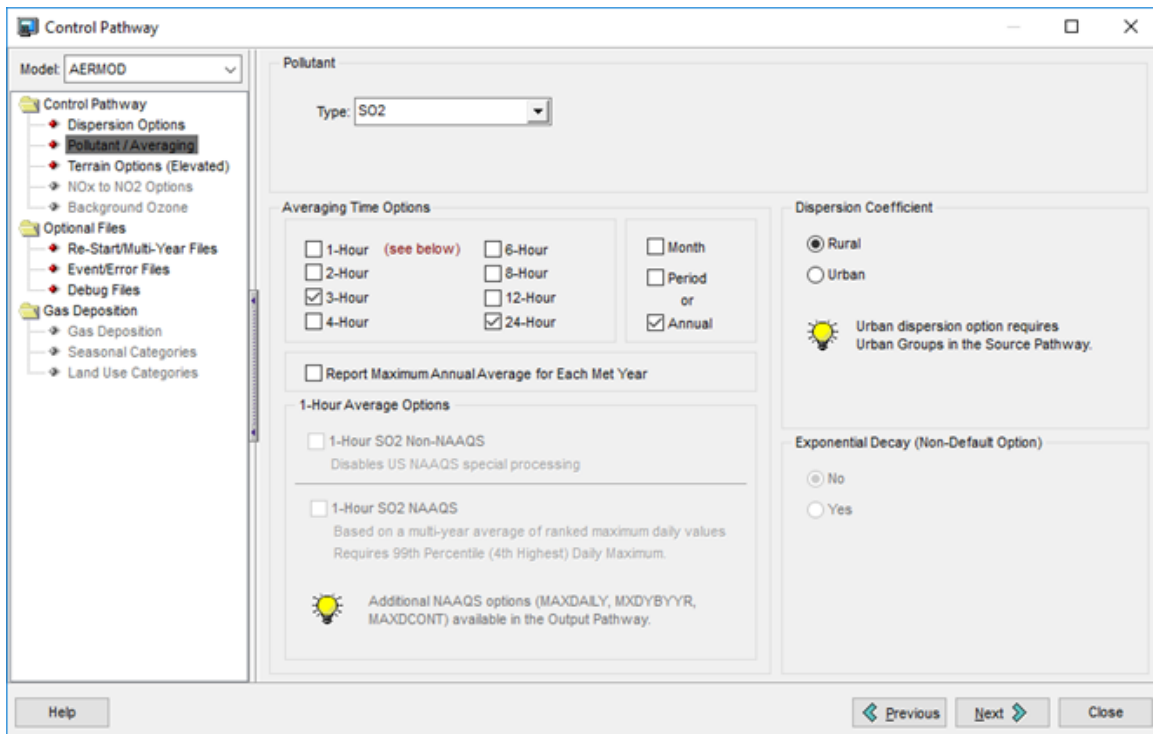 Control Pathway
Model: AERMOD
Control Pathway
Dispersion Options
Pollutant / Averaging
Terrain Options (Elevated)
NOx to NO2 Options
Background Ozone
Optional Files
Re-Start/Multi-Year Files
Event/Error Files
Debug Files
Gas Deposition
Gas Deposition
Seasonal Categories
Land Use Categories
Pollutant
Type: SO2
Averaging Time Options
1-Hour (see below)
2-Hour
3-Hour
4-Hour
6-Hour
8-Hour
12-Hour
24-Hour
Month
Period
or
Annual
Report Maximum Annual Average for Each Met Year
1-Hour Average Options
1-Hour SO2 Non-NAAQS
Disables US NAAQS special processing
1-Hour SO2 NAAQS
Based on a multi-year average of ranked maximum daily values
Requires 99th Percentile (4th Highest) Daily Maximum.
Additional NAAQS options (MAXDAILY, MXDYBYYR,
MAXDCONT) available in the Output Pathway.
Dispersion Coefficient
Rural
Urban
Urban dispersion option requires
Urban Groups in the Source Pathway.
Exponential Decay (Non-Default Option)
No
Yes
Help
Previous
Next
Close